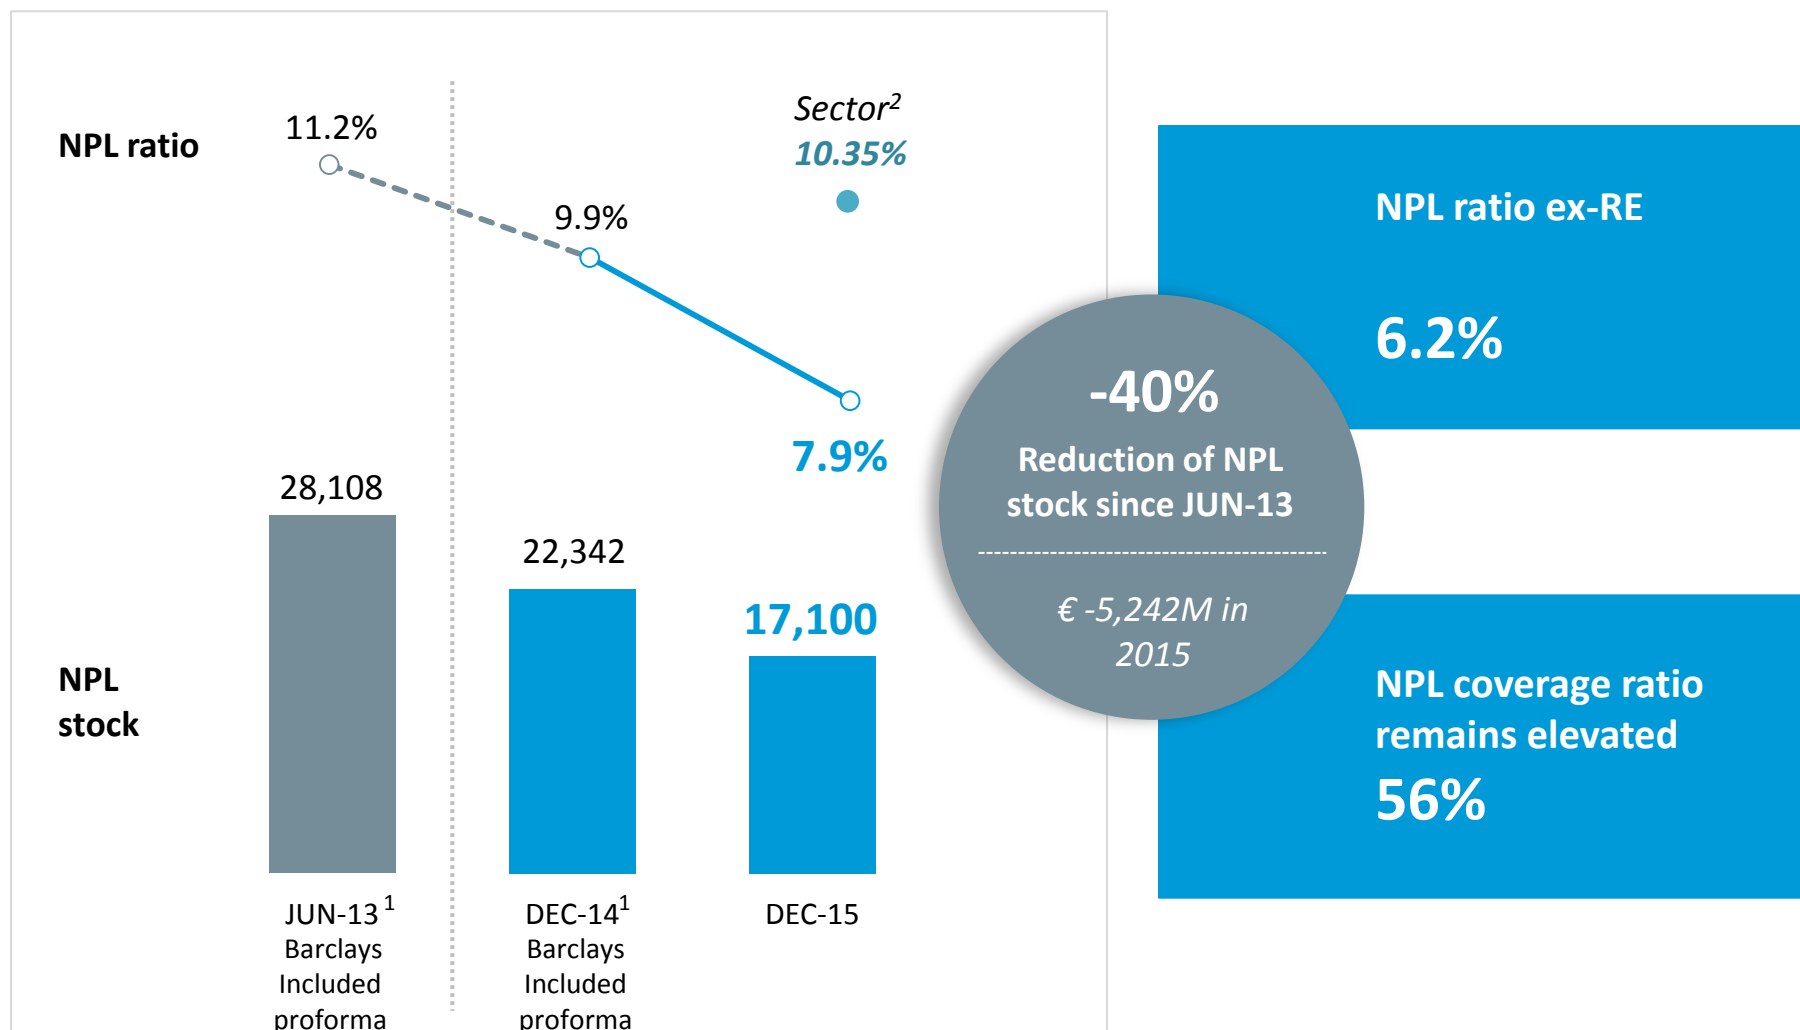 NPL ratio
11.2%
9.9%
Sector²
10.35%
7.9%
NPL
stock
28,108
22,342
17,100
JUN-13 ¹
Barclays
Included
proforma
DEC-14¹
Barclays
Included
proforma
DEC-15
-40%
Reduction of NPL
stock since JUN-13
€ -5,242M in
2015
NPL ratio ex-RE
6.2%
NPL coverage ratio
remains elevated
56%